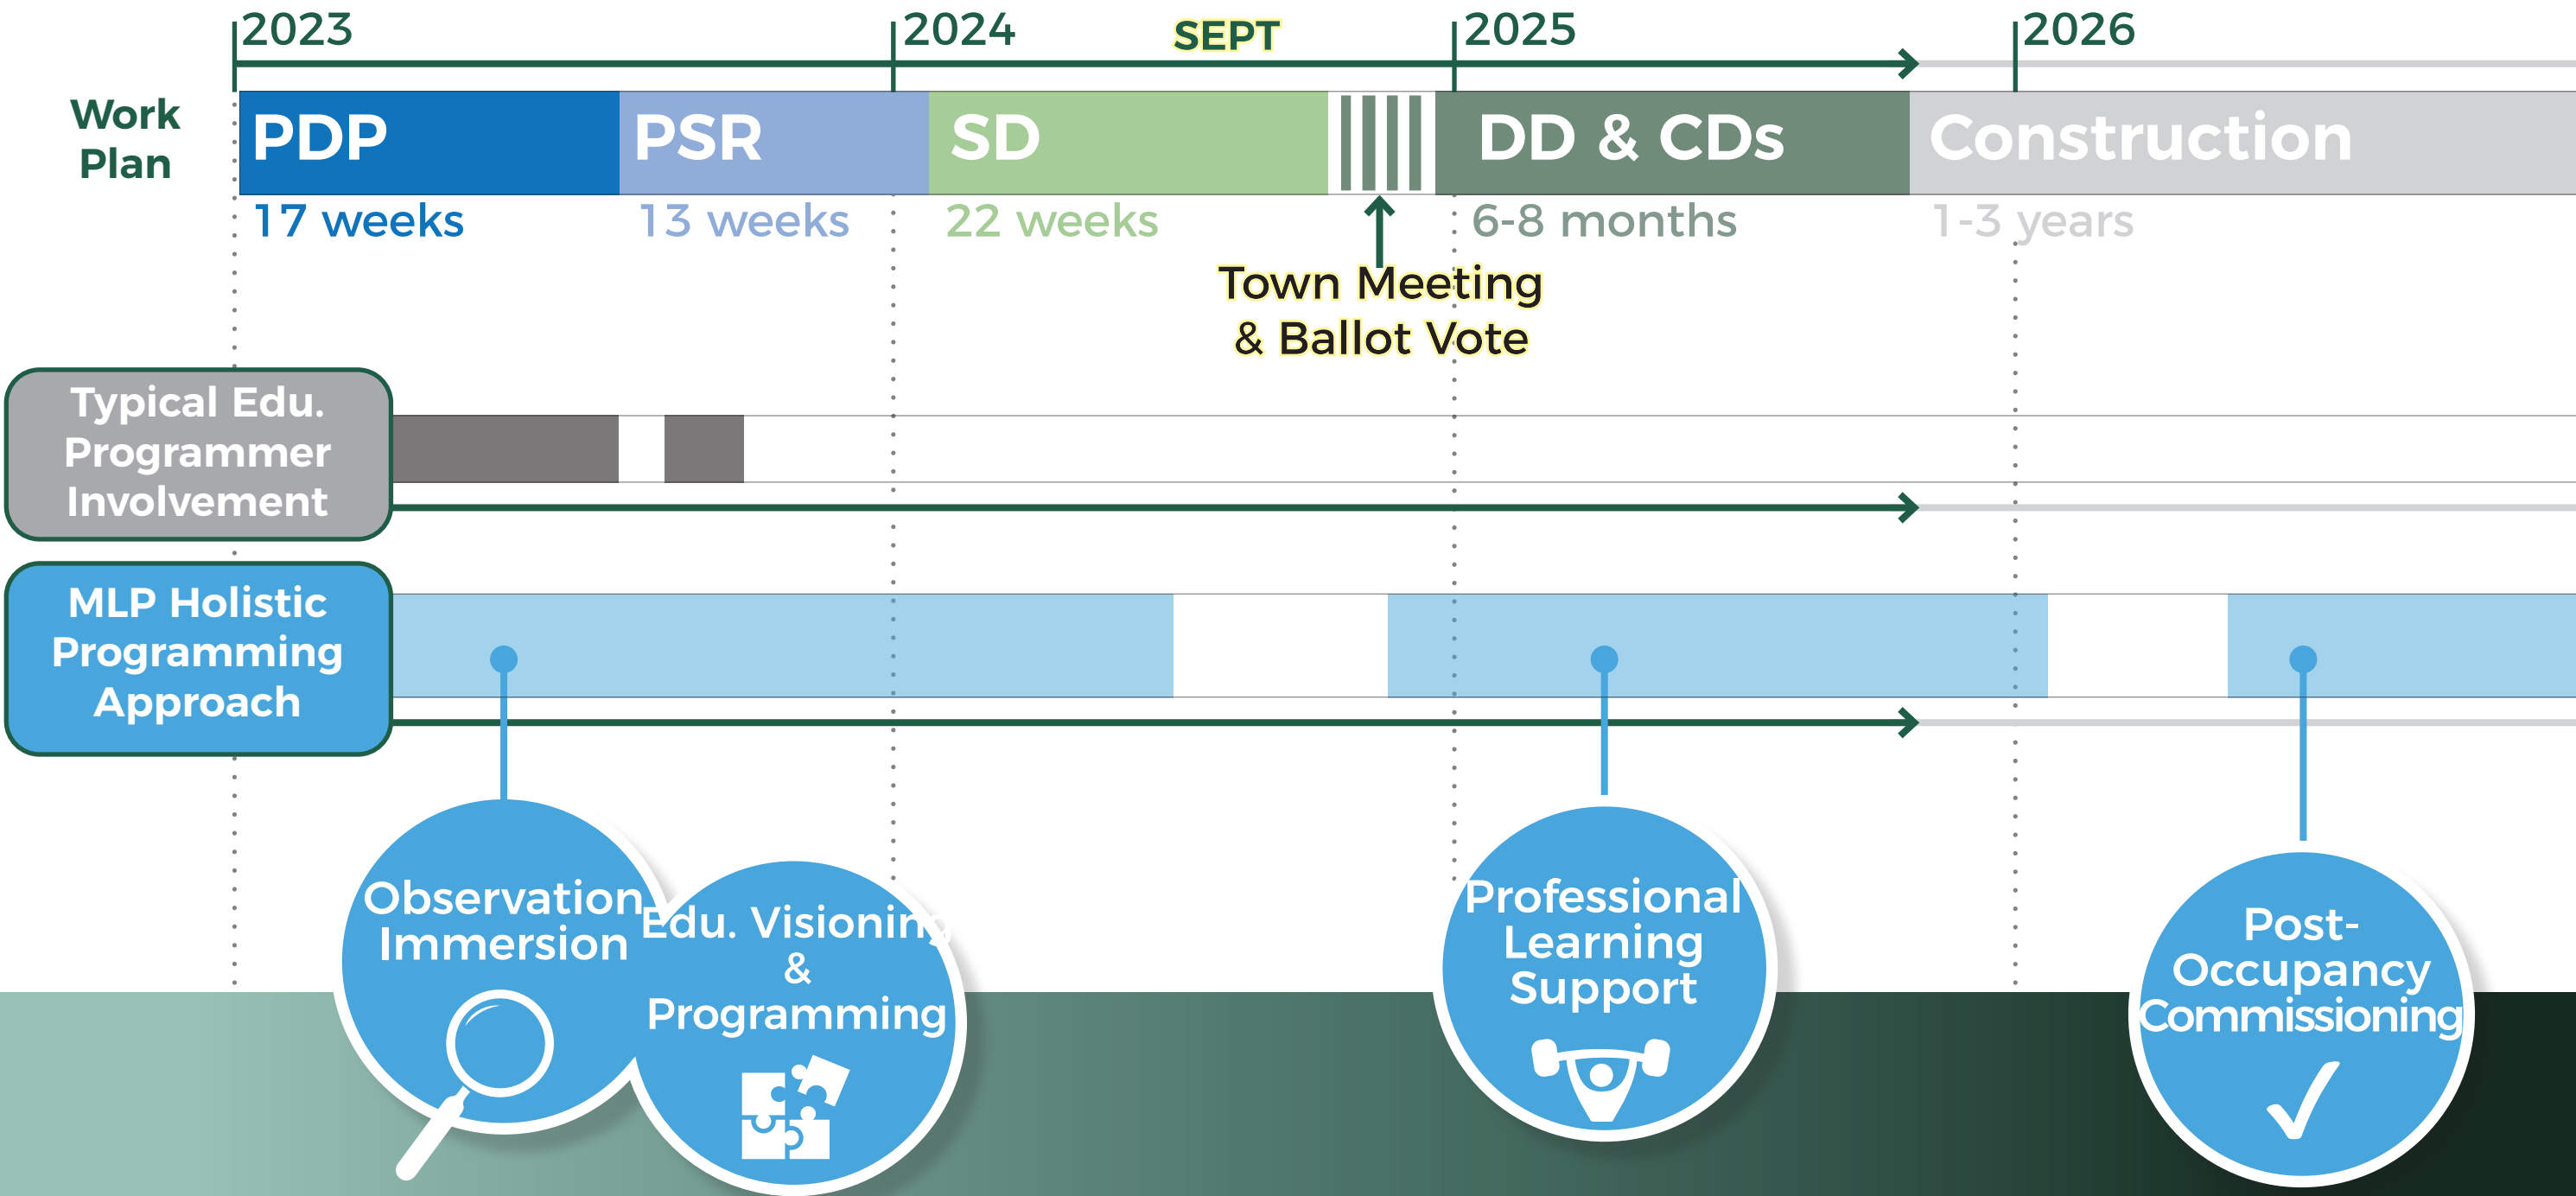 2023
2024
SEPT
2025
2026
Work
Plan
PDP
PSR
SD
DD & CDs
Construction
17 weeks
13 weeks
22 weeks
6-8 months
1-3 years
Town Meeting
& Ballot Vote
Typical Edu.
Programmer
Involvement
MLP Holistic
Programming
Approach
Observation
Immersion
Edu. Visioning
&
Programming
Professional
Learning
Support
Post-
Occupancy
Commissioning